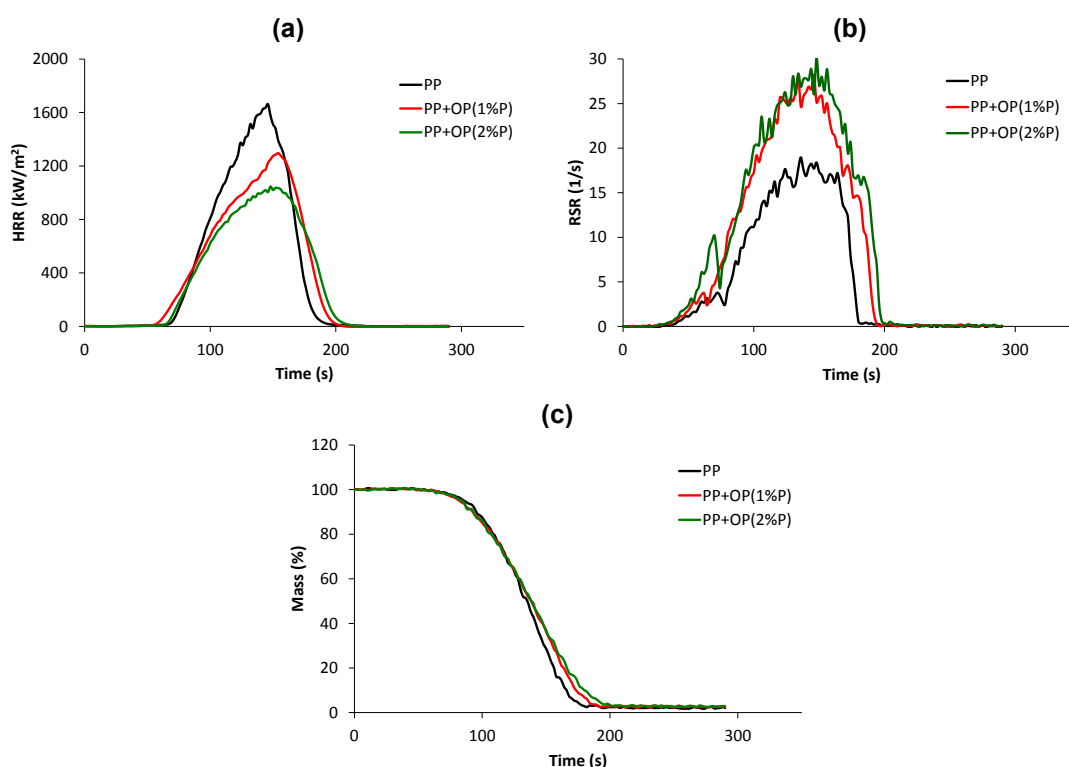 (a)
2000
1600
1200
800
400
0
HRR (kW/m²)
0 100 200 300
Time (s)
PP
PP+OP(1%P)
PP+OP(2%P)
(b)
30
25
20
15
10
5
0
RSR (1/s)
0 100 200 300
Time (s)
PP
PP+OP(1%P)
PP+OP(2%P)
(c)
120
100
80
60
40
20
0
Mass (%)
0 100 200 300
Time (s)
PP
PP+OP(1%P)
PP+OP(2%P)